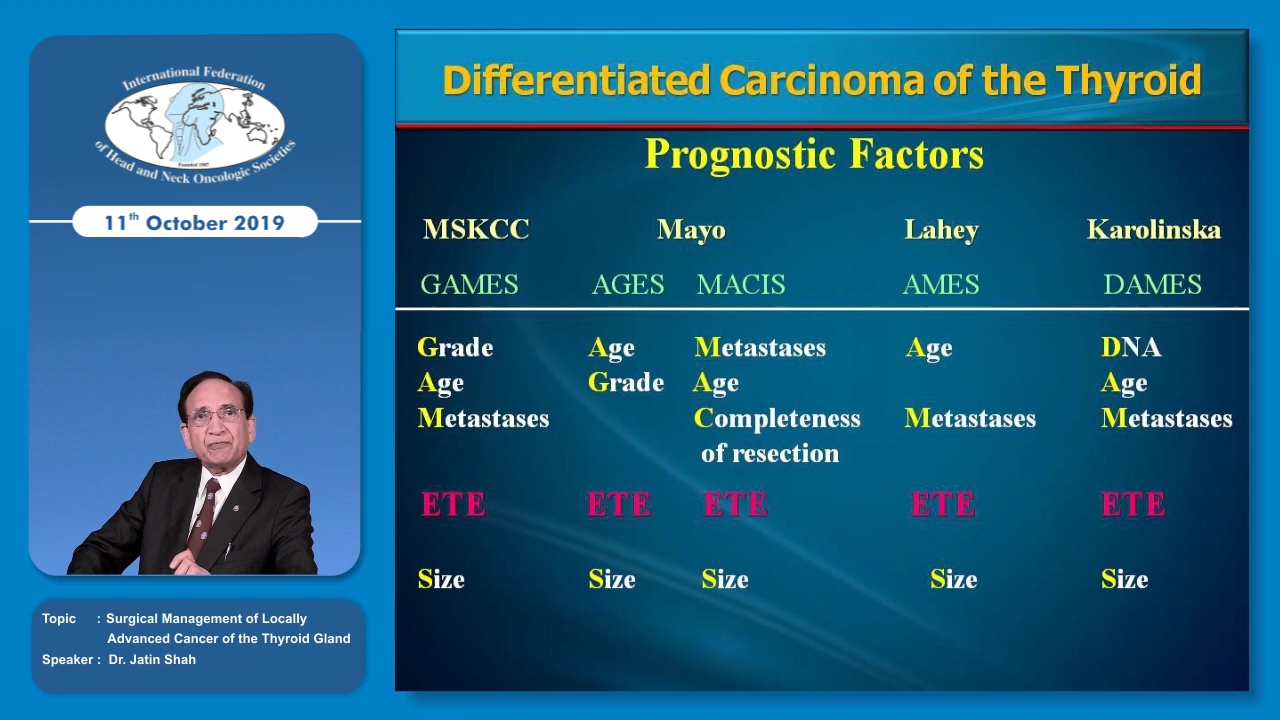 International Federation
of Head and Neck Oncologic Societies
Founded 1987
11th October 2019
Topic : Surgical Management of Locally
Advanced Cancer of the Thyroid Gland
Speaker : Dr. Jatin Shah
Differentiated Carcinoma of the Thyroid
Prognostic Factors
MSKCC Mayo Lahey Karolinska
GAMES AGES MACIS AMES DAMES
Grade Age Metastases Age DNA
Age Grade Age Age
Metastases Completeness Metastases Metastases
of resection
ETE ETE ETE ETE ETE
Size Size Size Size Size